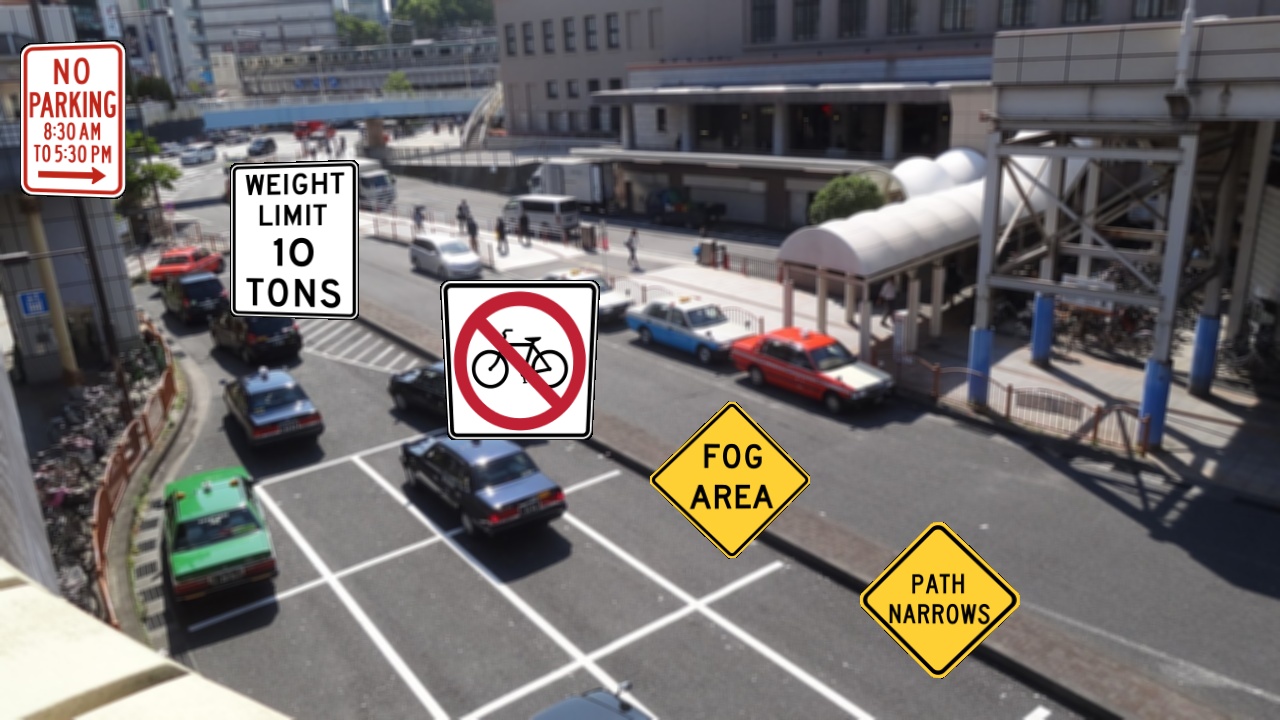 NO
PARKING
8:30 AM
TO 5:30 PM
WEIGHT
LIMIT
10
TONS
FOG
AREA
PATH
NARROWS